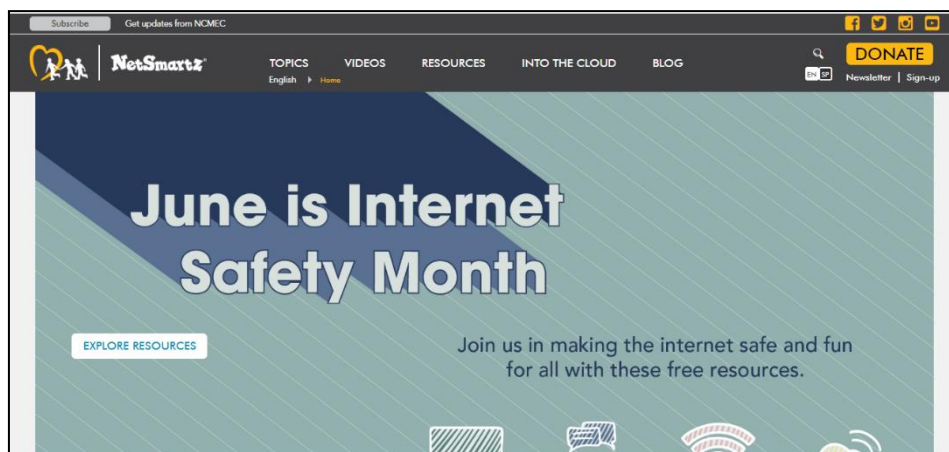 Subscribe Get updates from NCMEC
NetSmartz
TOPICS VIDEOS RESOURCES INTO THE CLOUD BLOG
DONATE
English Home
EN SP
Newsletter | Sign-up
June is Internet
Safety Month
EXPLORE RESOURCES
Join us in making the internet safe and fun
for all with these free resources.